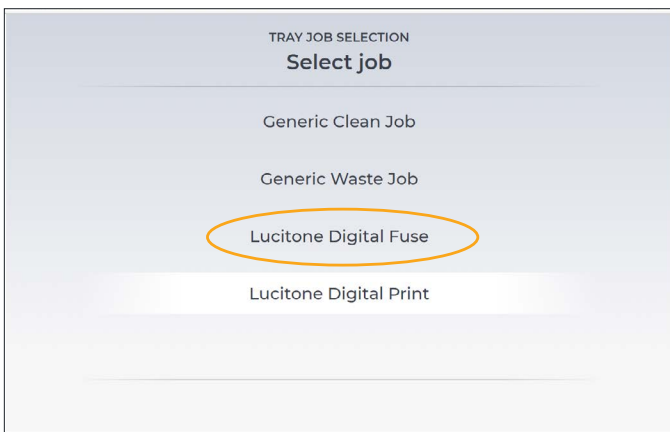 TRAY JOB SELECTION
Select job
Generic Clean Job
Generic Waste Job
Lucitone Digital Fuse
Lucitone Digital Print